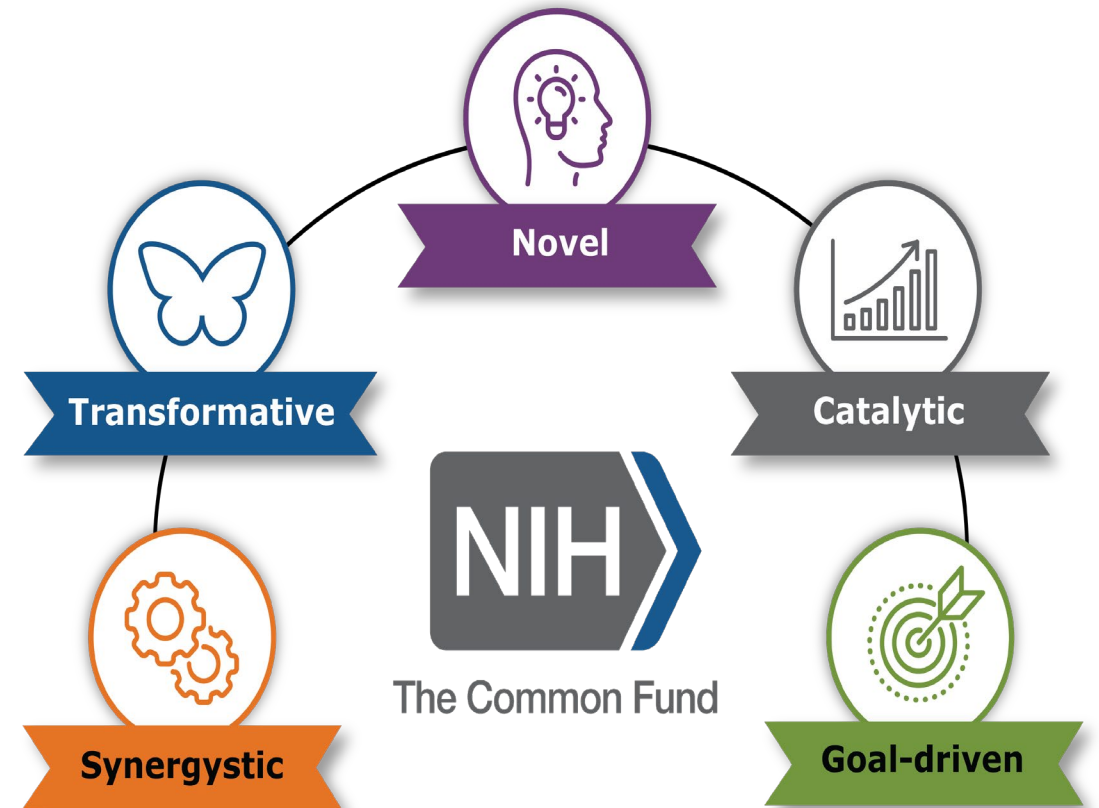 Novel
Transformative
Catalytic
NIH
The Common Fund
Synergystic
Goal-driven